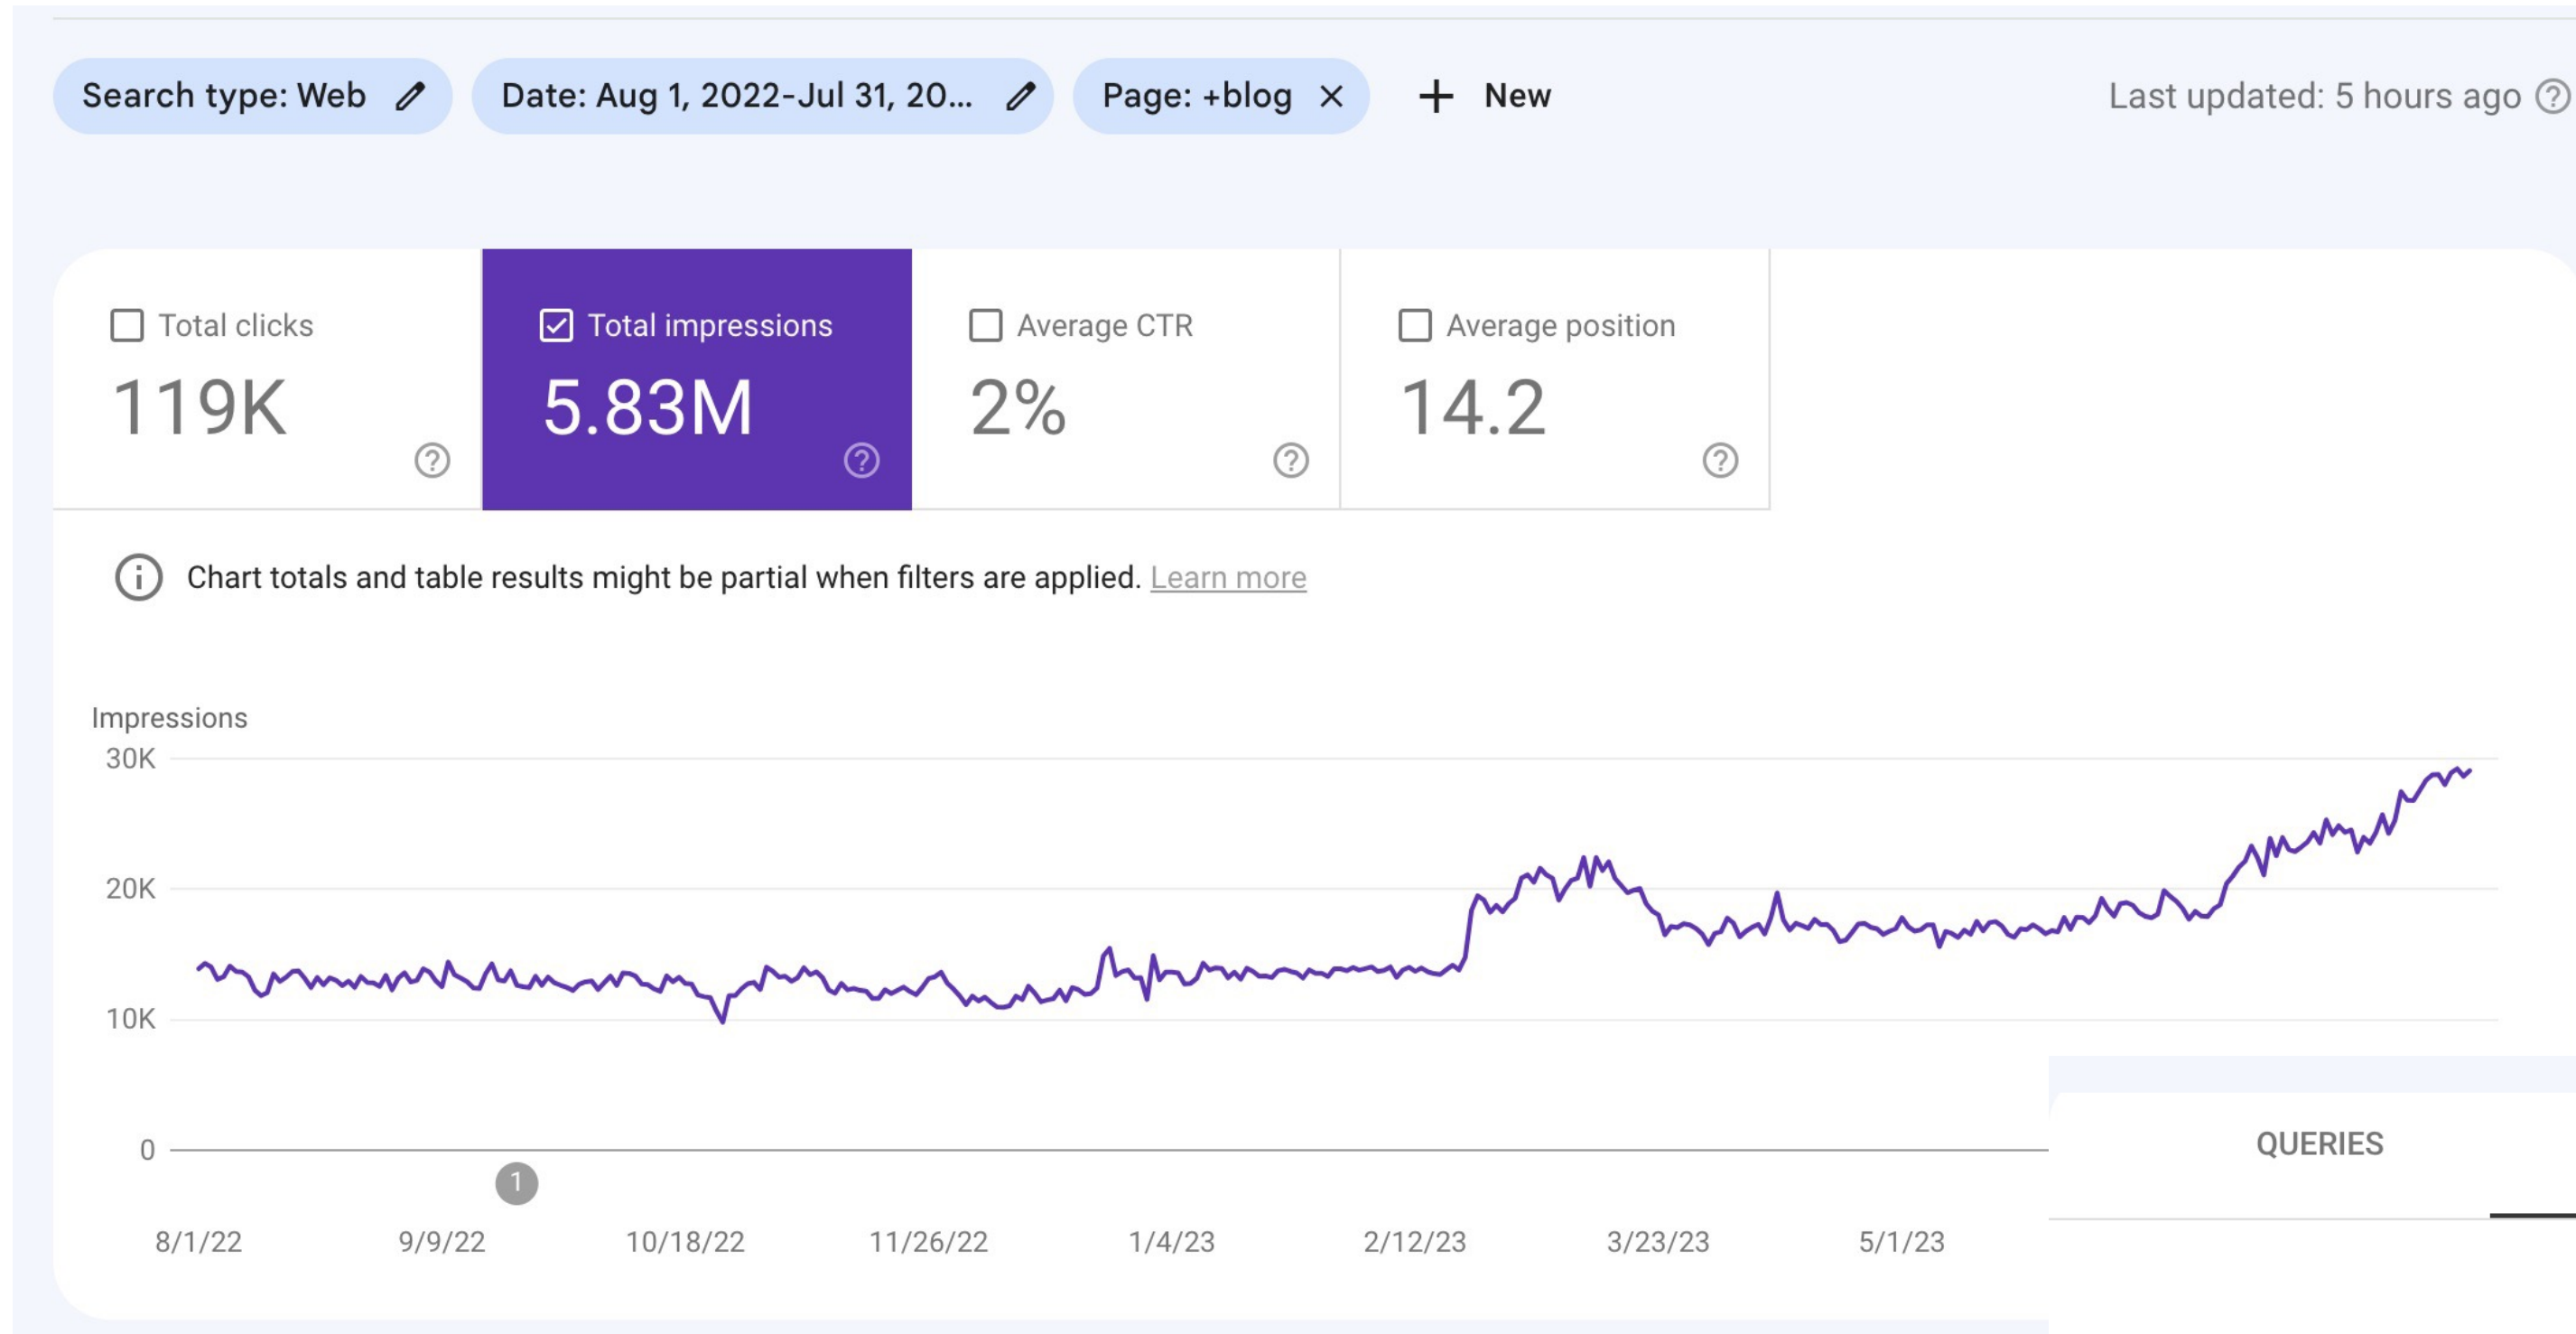 Search type: Web
Date: Aug 1, 2022-Jul 31, 20...
Page: +blog
New
Last updated: 5 hours ago
Total clicks
119K
Total impressions
5.83M
Average CTR
2%
Average position
14.2
Chart totals and table results might be partial when filters are applied. Learn more
Impressions
30K
20K
10K
0
1
QUERIES
8/1/22 9/9/22 10/18/22 11/26/22 1/4/23 2/12/23 3/23/23 5/1/23